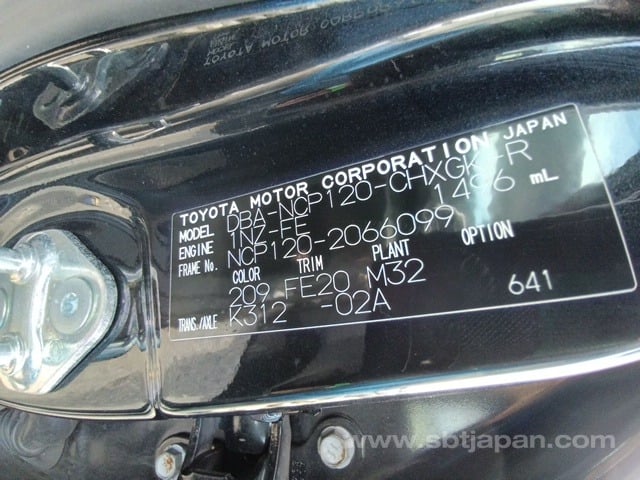 TOYOTA MOTOR CORPORATION JAPAN
MODEL DBA-NCP120-CHXGK-R
ENGINE 1NZ-FE 1496 mL
FRAME No. NCP120-2066099
COLOR TRIM PLANT OPTION
209 FE20 M32
TRANS./AXLE K312 -02A 641
www.sbtjapan.com